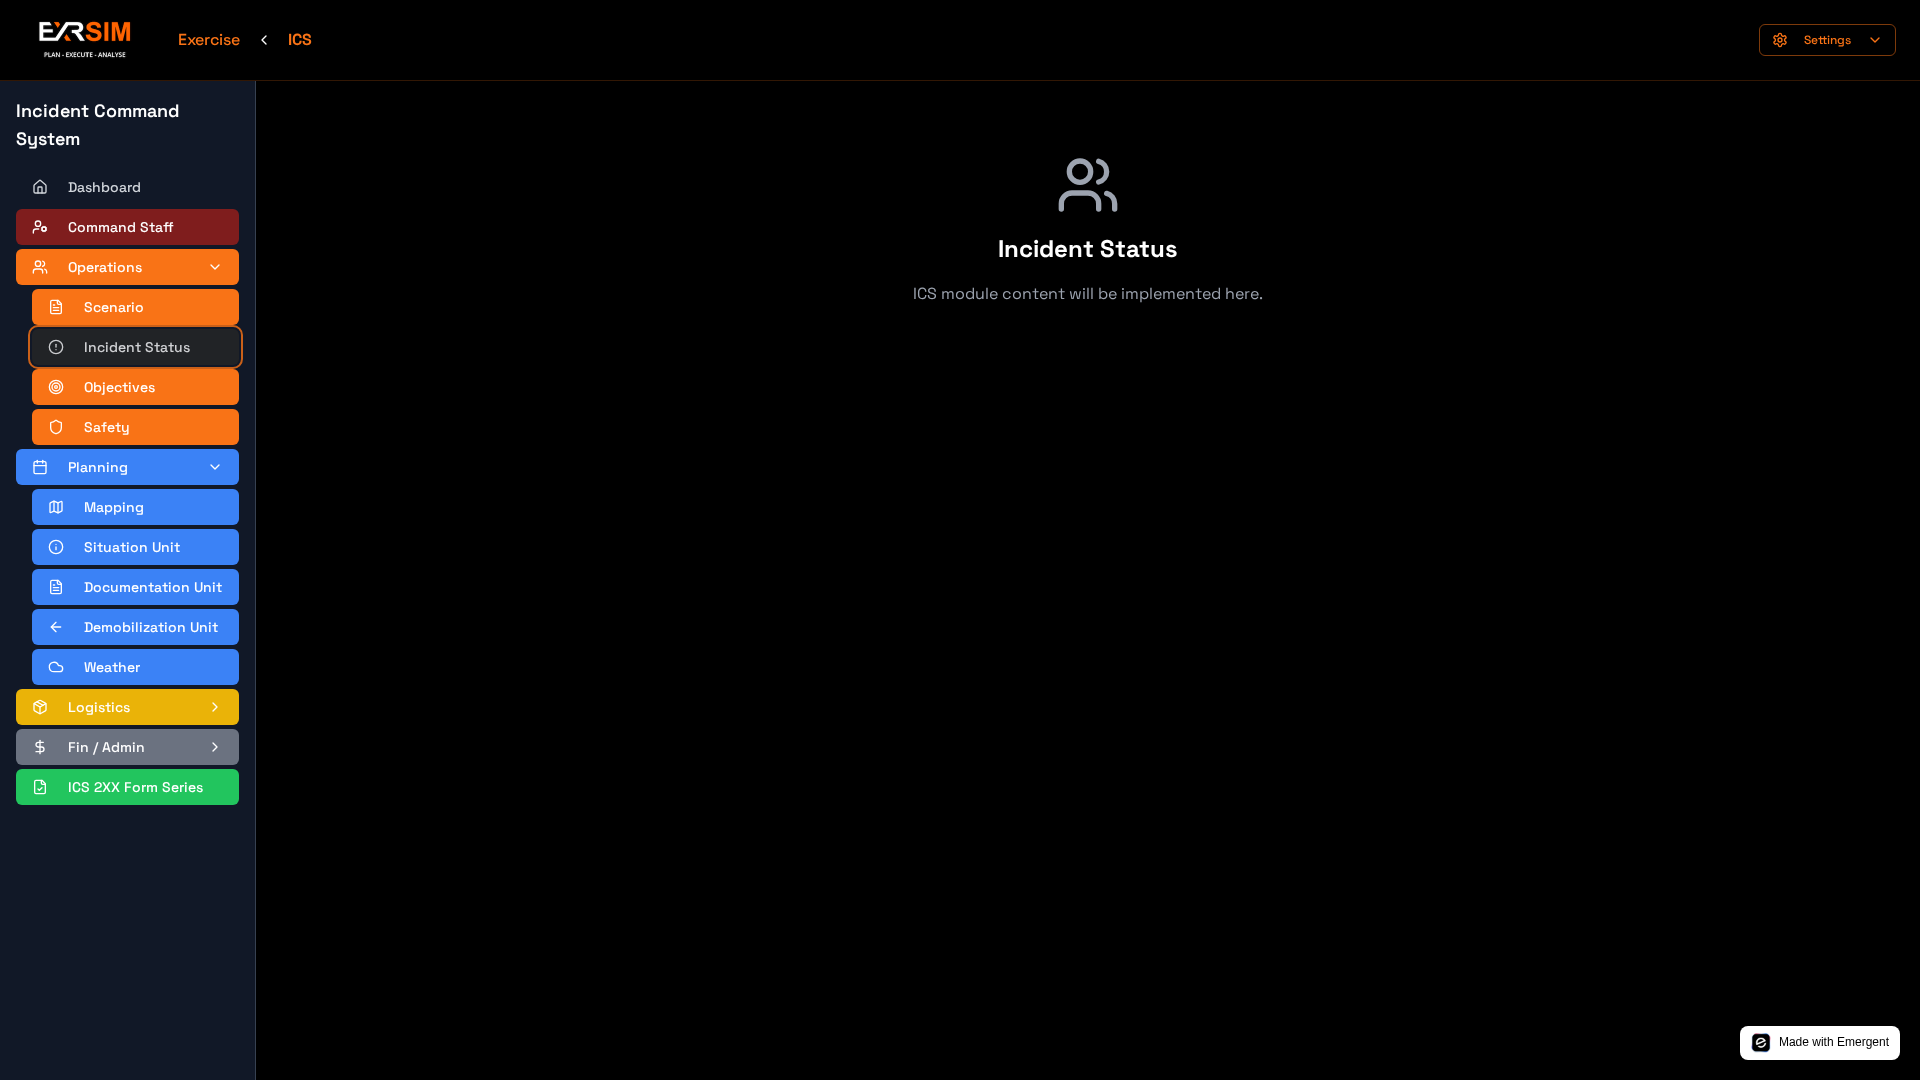 EXRSIM
PLAN - EXECUTE - ANALYSE
Exercise
ICS
Settings
Incident Command
System
Dashboard
Command Staff
Operations
Scenario
Incident Status
Objectives
Safety
Planning
Mapping
Situation Unit
Documentation Unit
Demobilization Unit
Weather
Logistics
Fin / Admin
ICS 2XX Form Series
Incident Status
ICS module content will be implemented here.
Made with Emergent